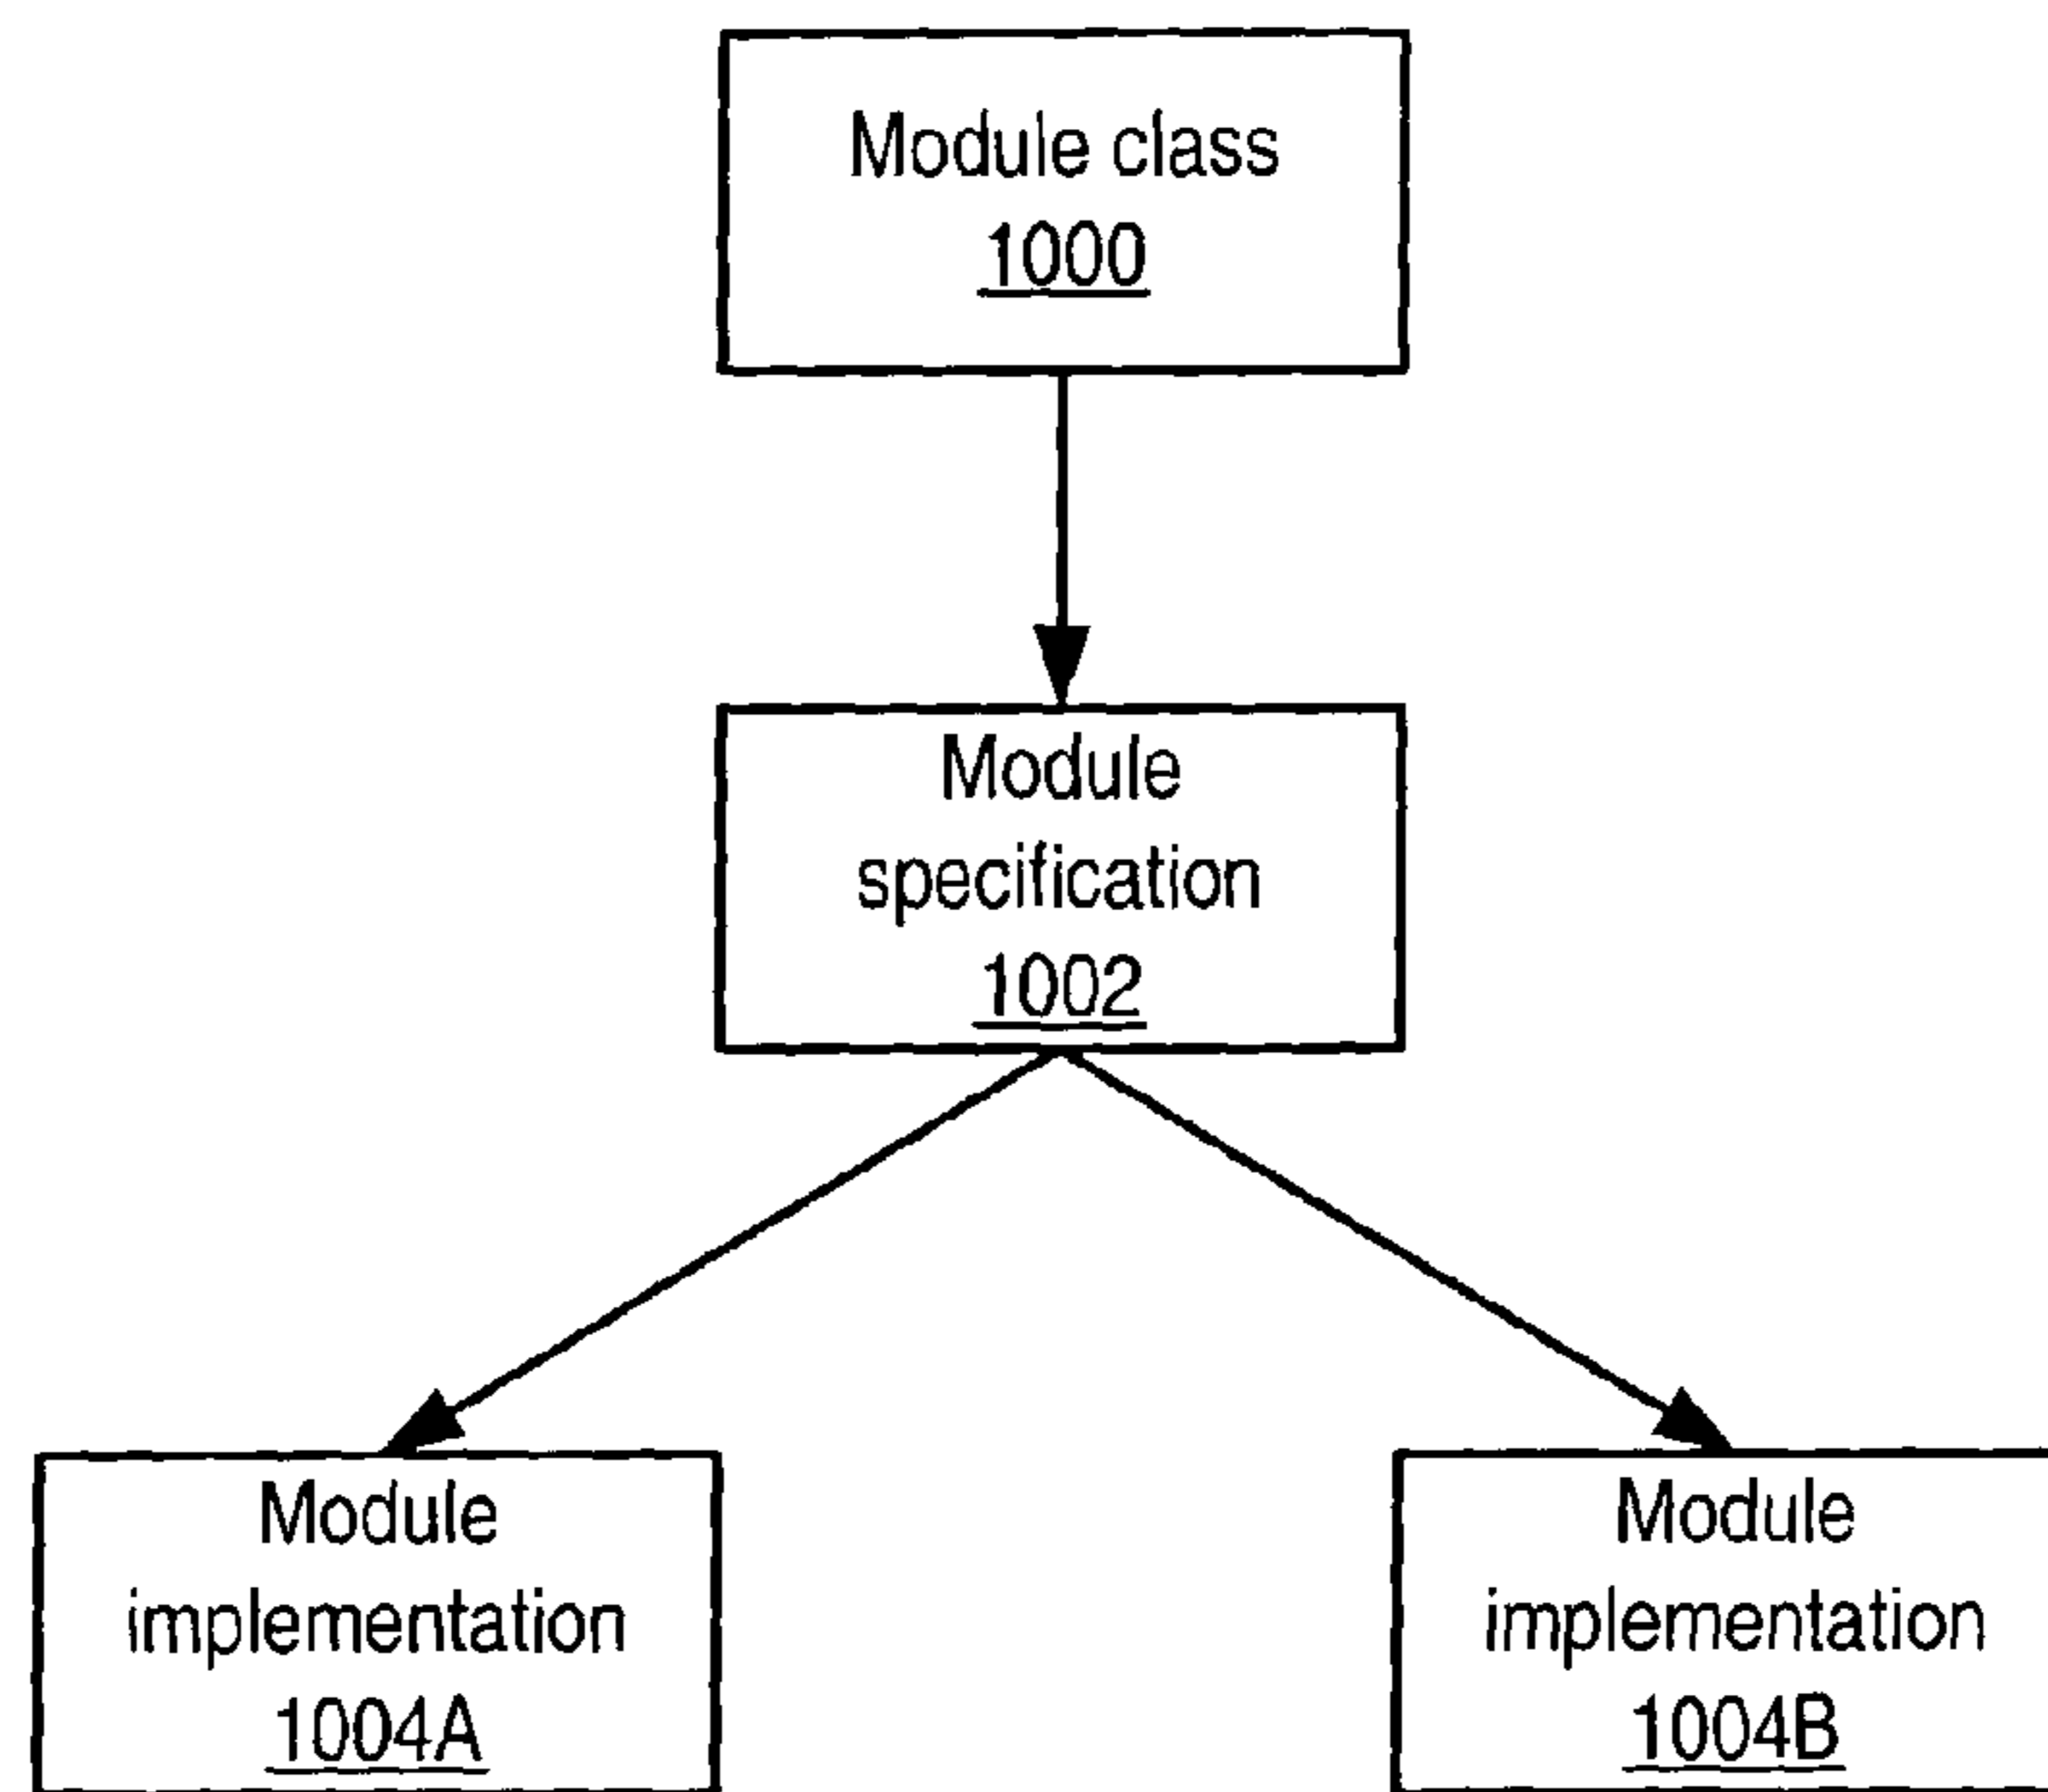 Module class
1000
Module
specification
1002
Module
implementation
1004A
Module
implementation
1004B